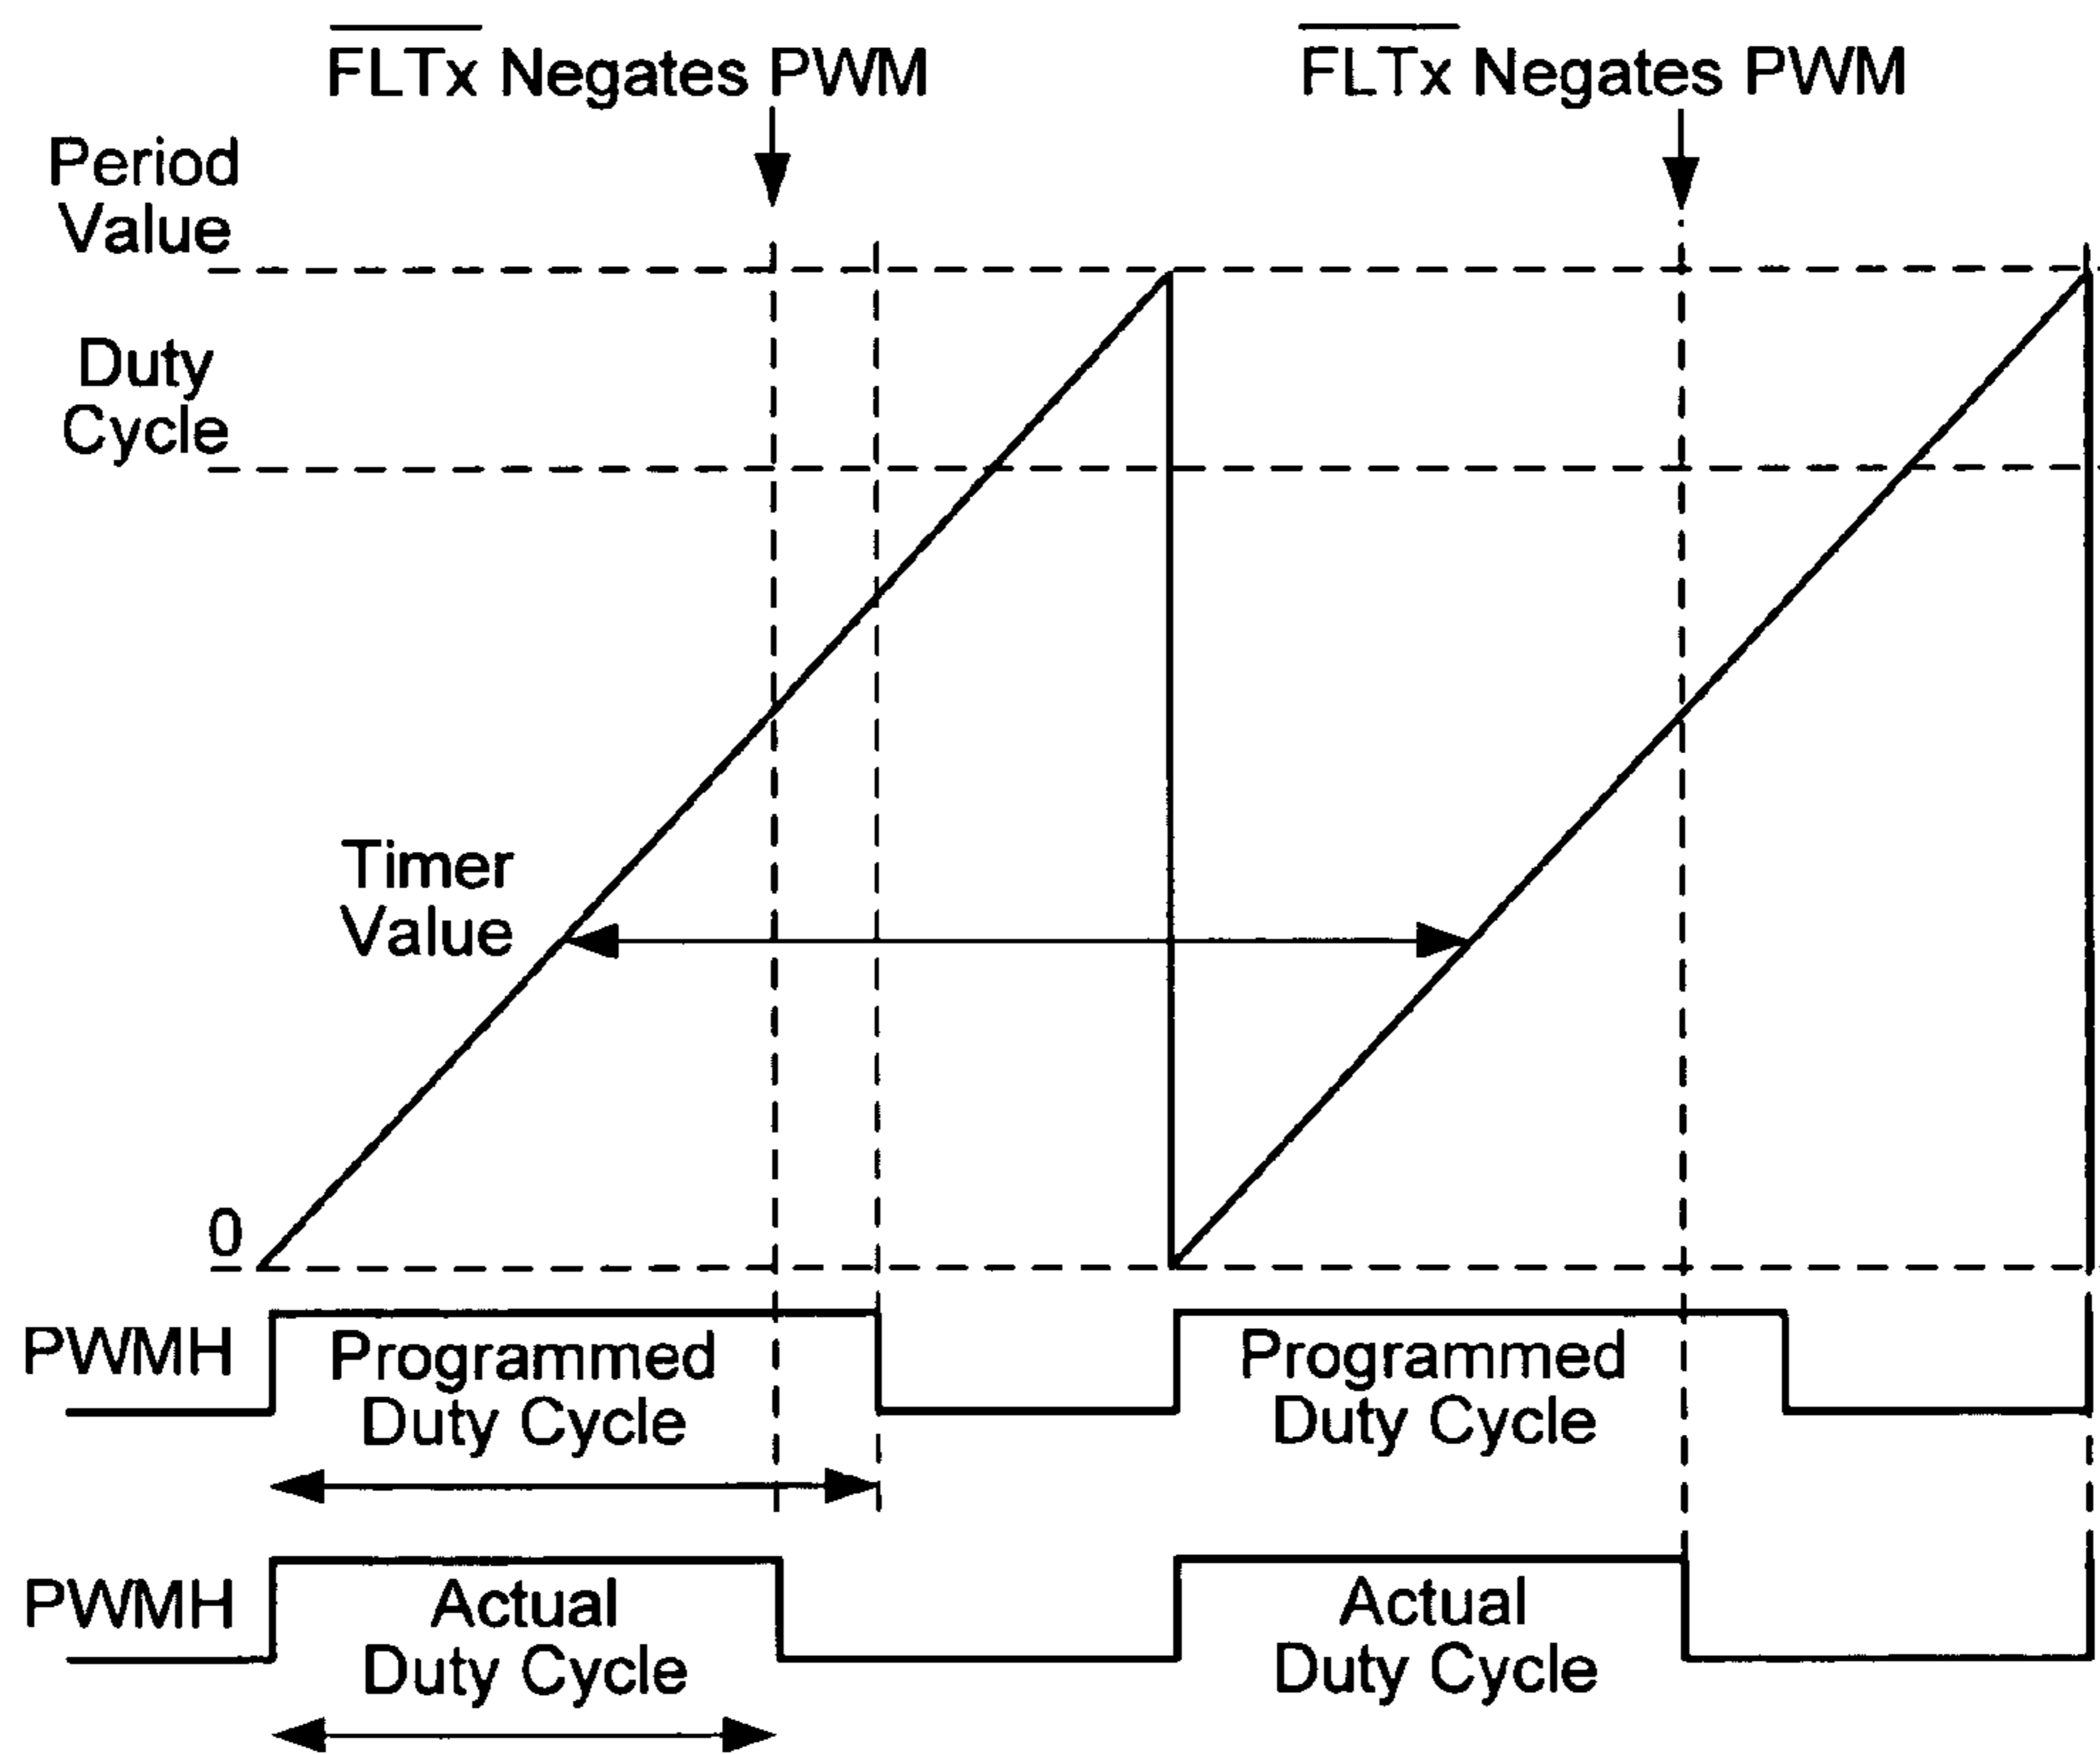 FLTx Negates PWM
FLTx Negates PWM
Period
Value
Duty
Cycle
Timer
Value
0
PWMH
Programmed
Duty Cycle
Programmed
Duty Cycle
PWMH
Actual
Duty Cycle
Actual
Duty Cycle